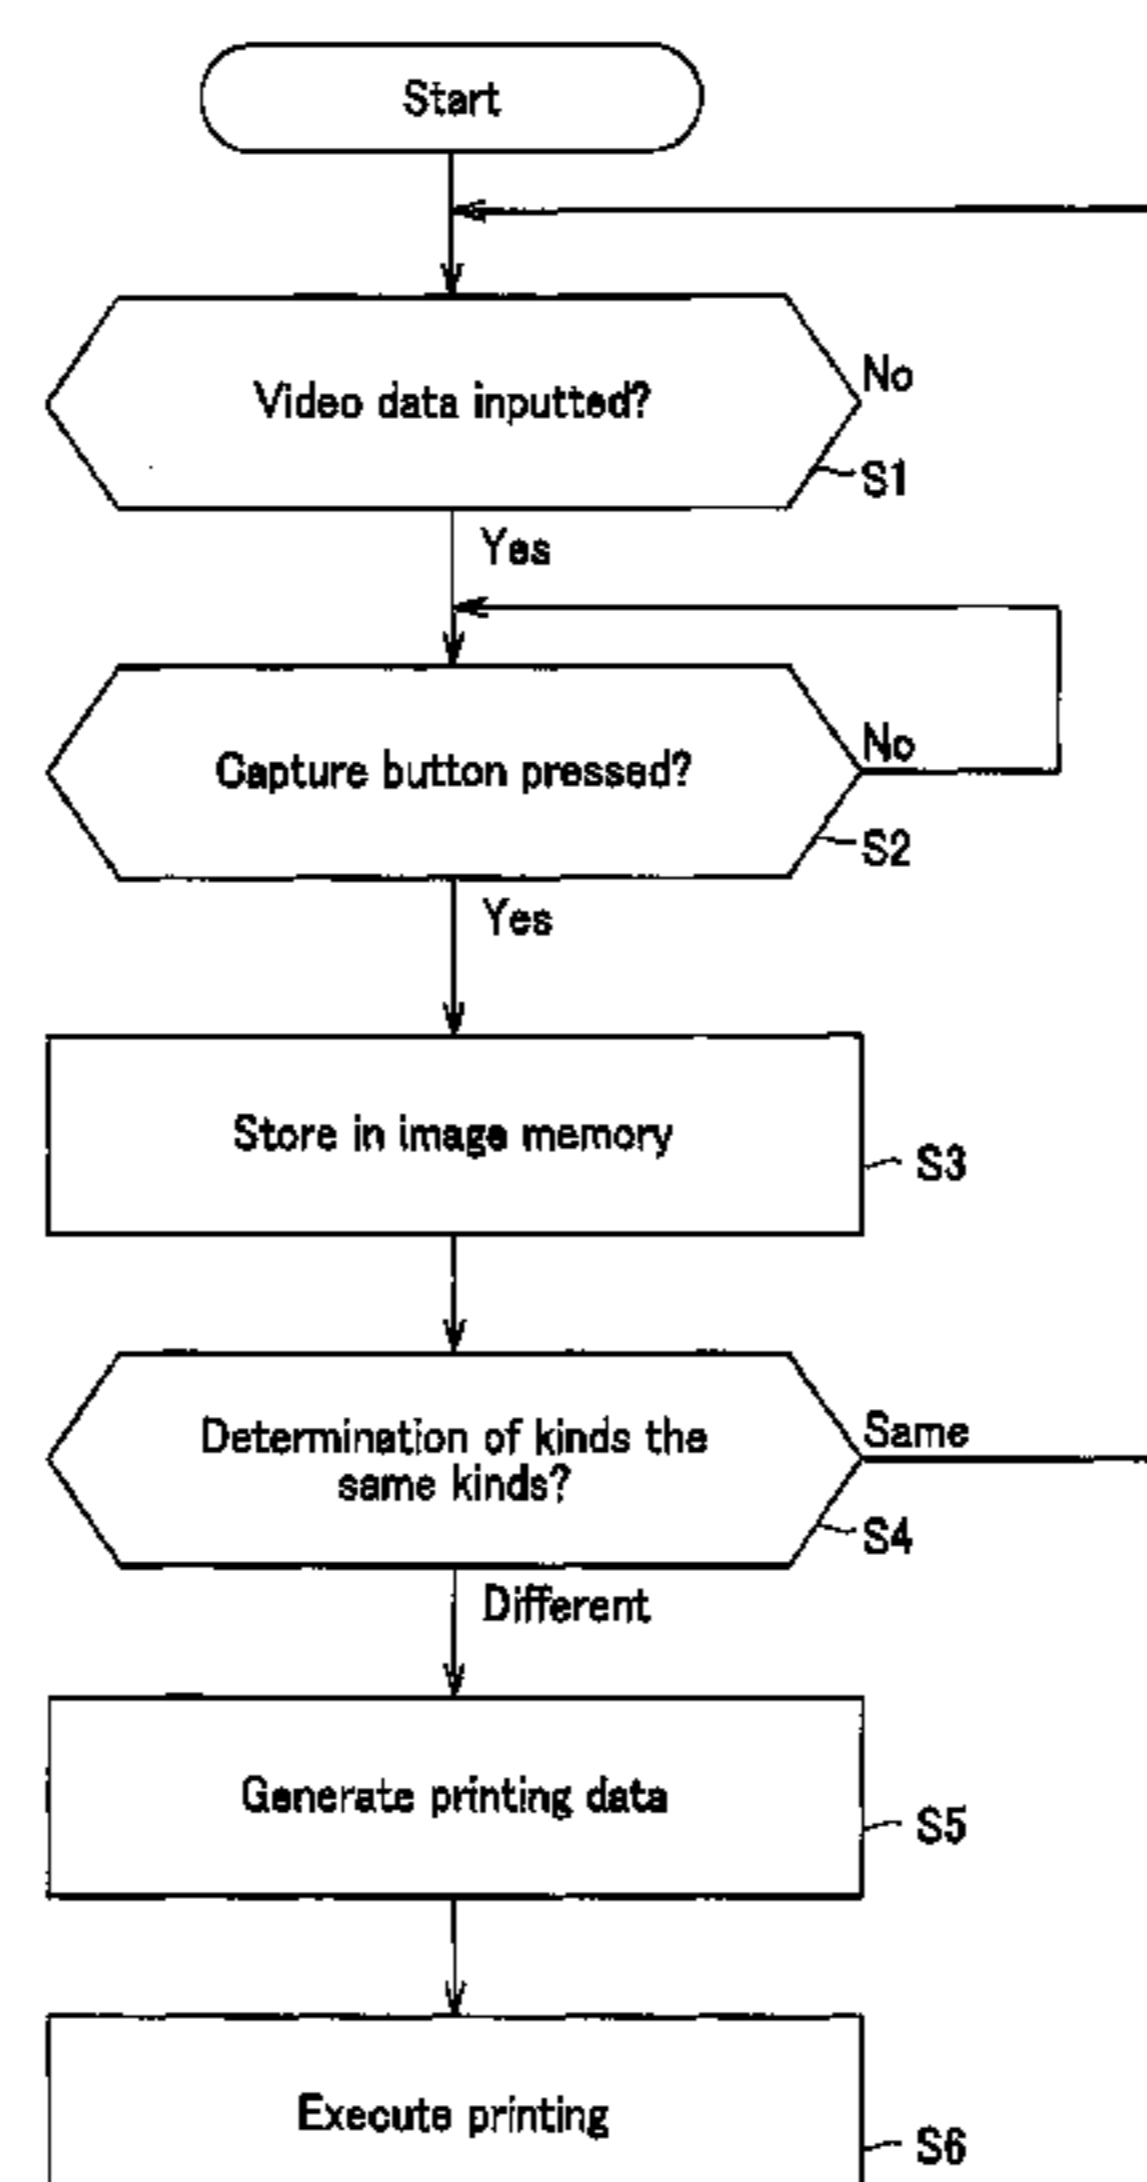 Start
Video data inputted?
No
S1
Yes
Capture button pressed?
No
S2
Yes
Store in image memory
S3
Determination of kinds the
same kinds?
Same
S4
Different
Generate printing data
S5
Execute printing
S6